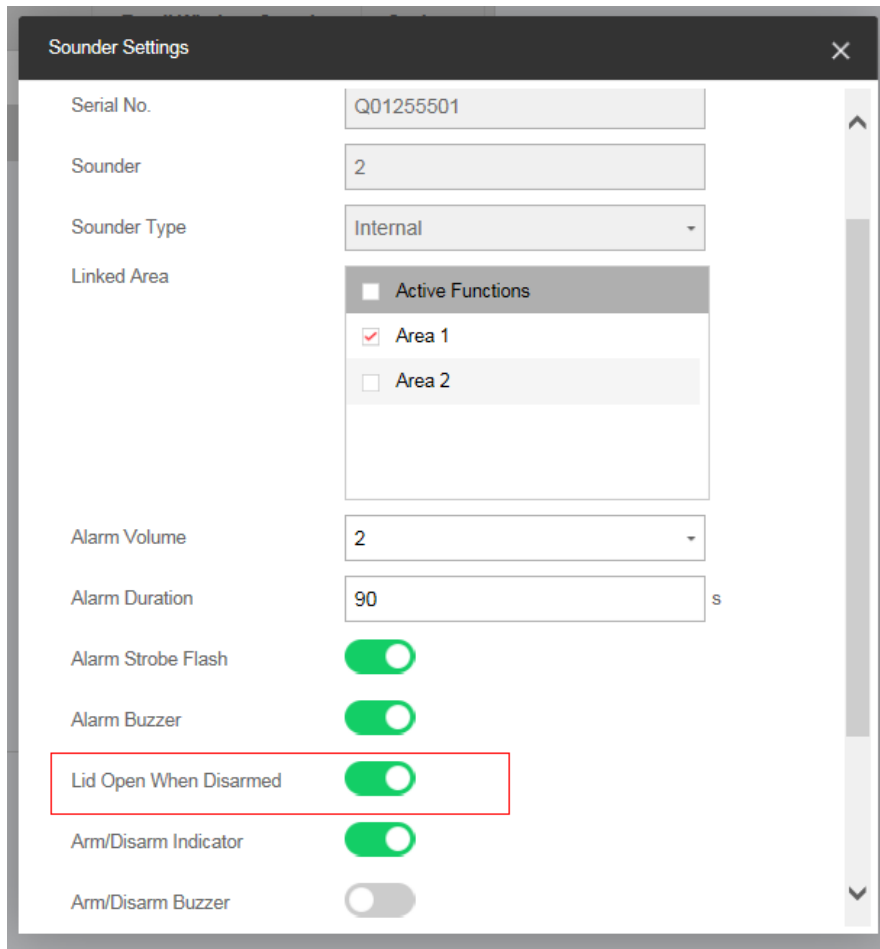 Sounder Settings
Serial No. Q01255501
Sounder 2
Sounder Type Internal
Linked Area
Active Functions
Area 1
Area 2
Alarm Volume 2
Alarm Duration 90 s
Alarm Strobe Flash
Alarm Buzzer
Lid Open When Disarmed
Arm/Disarm Indicator
Arm/Disarm Buzzer